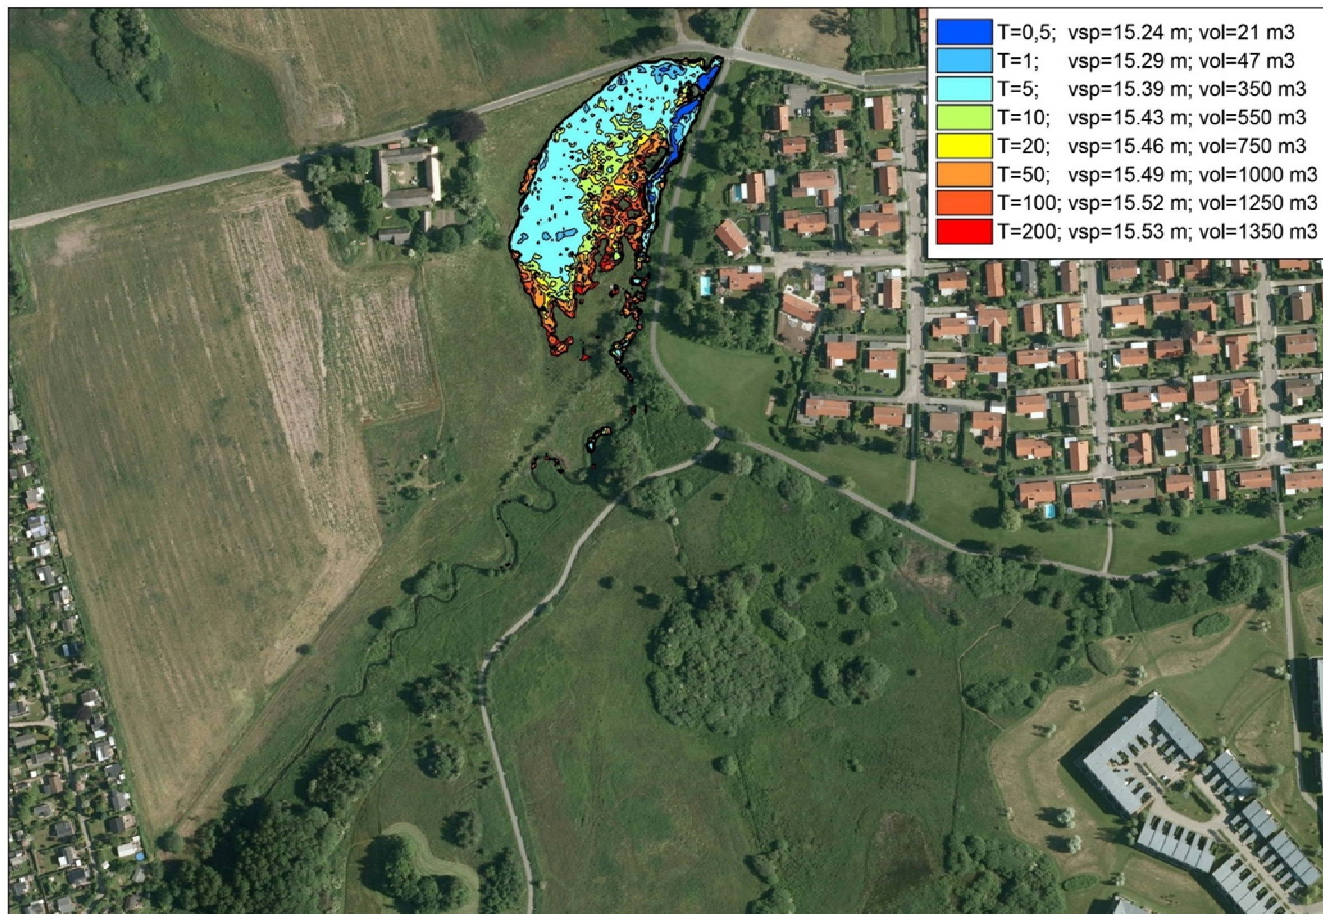 T=0,5; vsp=15.24 m; vol=21 m3
T=1; vsp=15.29 m; vol=47 m3
T=5; vsp=15.39 m; vol=350 m3
T=10; vsp=15.43 m; vol=550 m3
T=20; vsp=15.46 m; vol=750 m3
T=50; vsp=15.49 m; vol=1000 m3
T=100; vsp=15.52 m; vol=1250 m3
T=200; vsp=15.53 m; vol=1350 m3